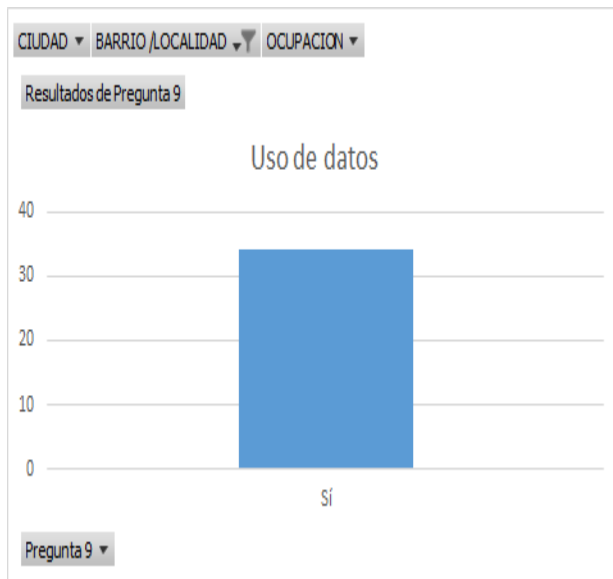 CIUDAD BARRIO /LOCALIDAD OCUPACION
Resultados de Pregunta 9
Uso de datos
40
30
20
10
0
Sí
Pregunta 9